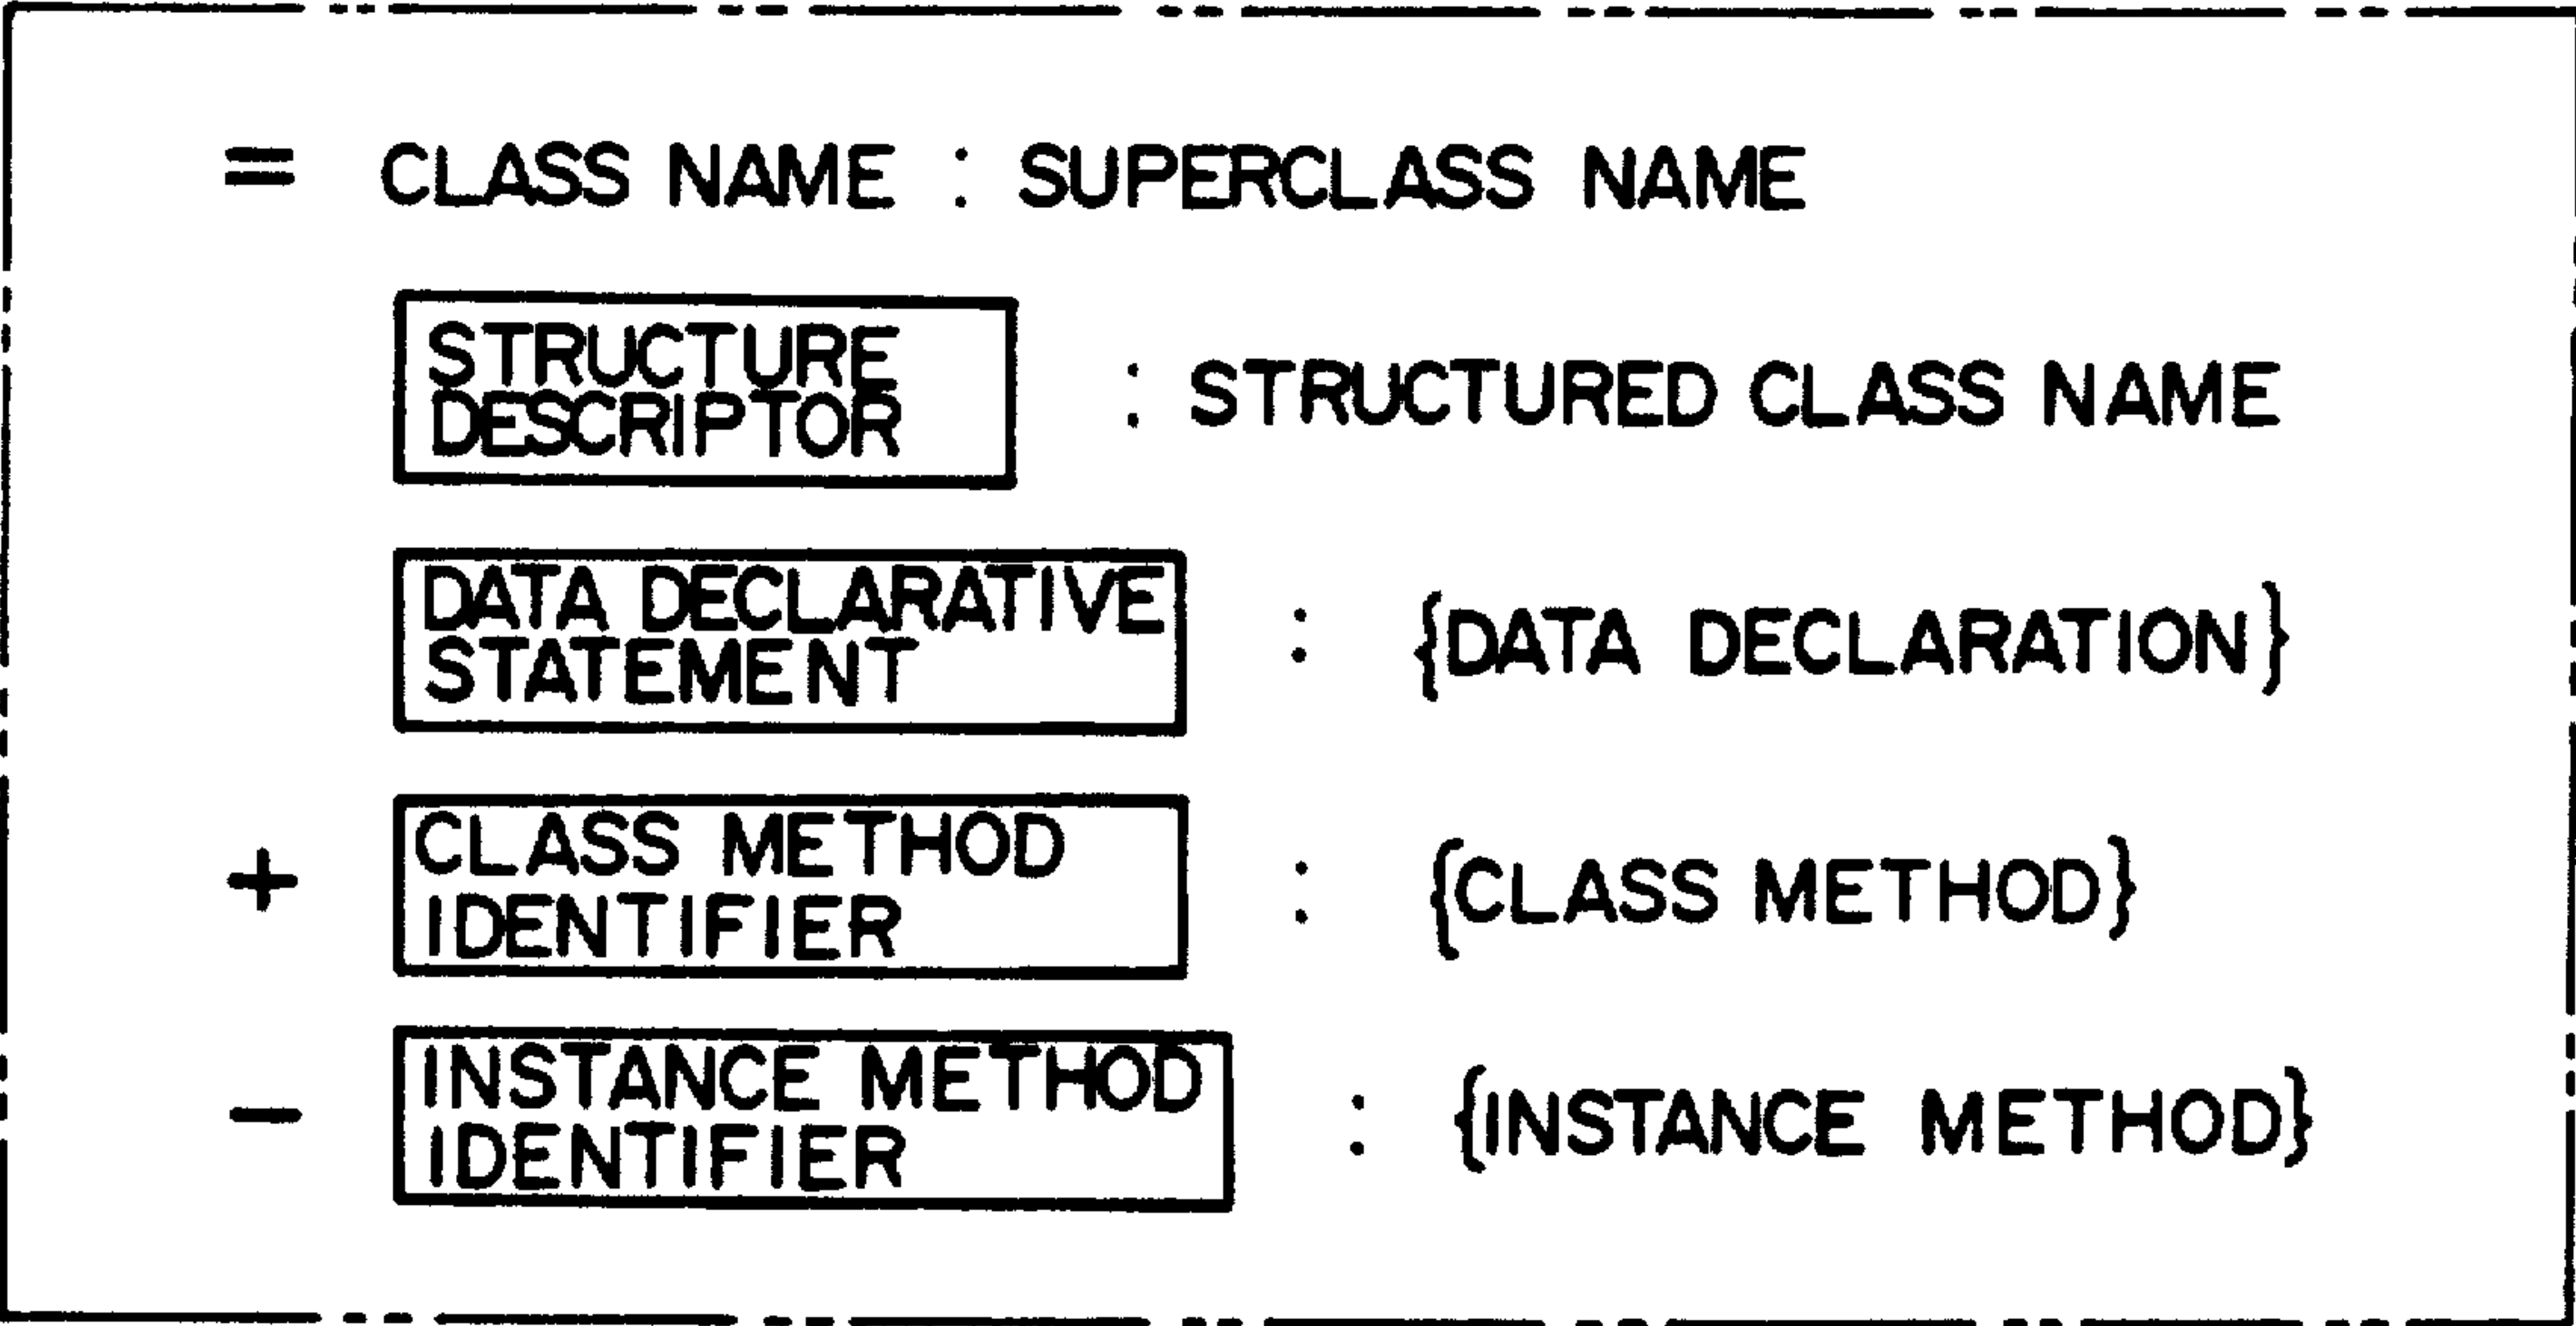 = CLASS NAME : SUPERCLASS NAME
STRUCTURE
DESCRIPTOR : STRUCTURED CLASS NAME
DATA DECLARATIVE
STATEMENT : {DATA DECLARATION}
+ CLASS METHOD
IDENTIFIER : {CLASS METHOD}
− INSTANCE METHOD
IDENTIFIER : {INSTANCE METHOD}